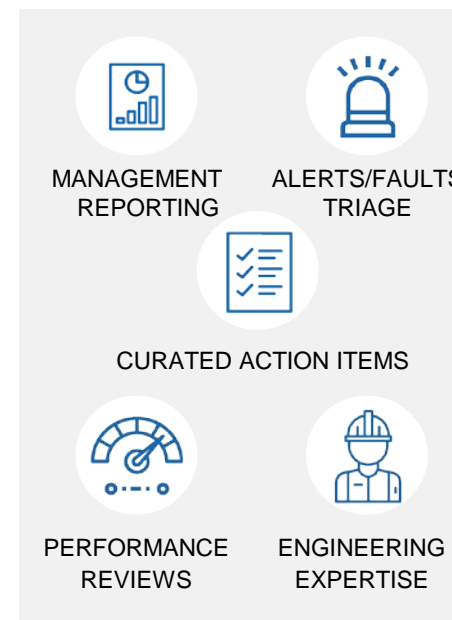 MANAGEMENT
REPORTING
ALERTS/FAULTS
TRIAGE
CURATED ACTION ITEMS
PERFORMANCE
REVIEWS
ENGINEERING
EXPERTISE